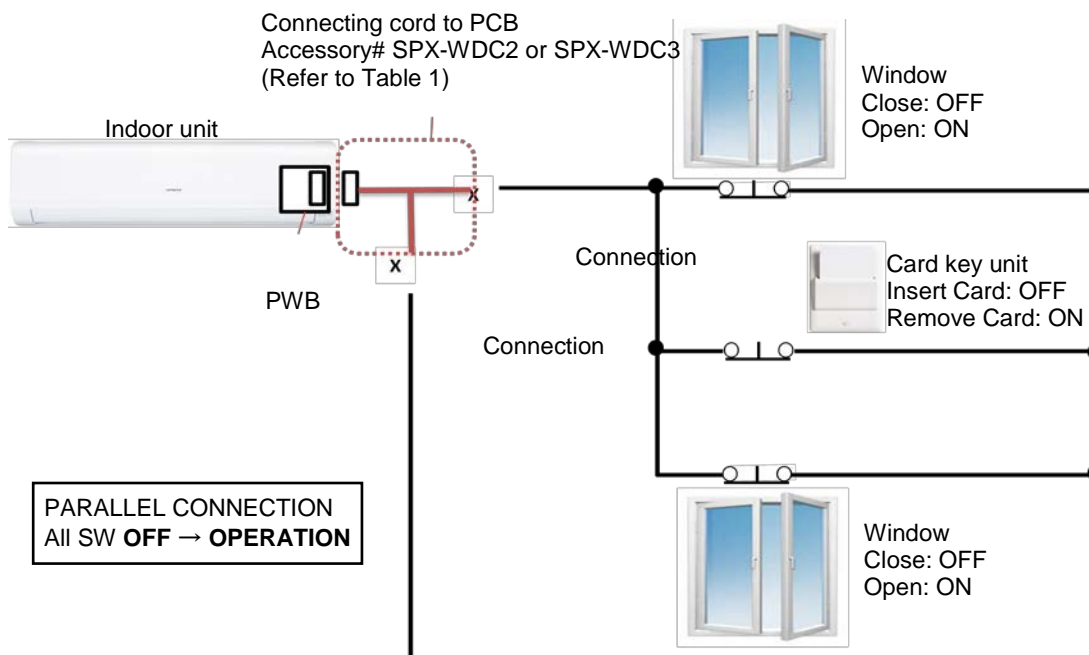 Connecting cord to PCB
Accessory# SPX-WDC2 or SPX-WDC3
(Refer to Table 1)
Indoor unit
Window
Close: OFF
Open: ON
X
X
Connection
Card key unit
Insert Card: OFF
Remove Card: ON
PWB
Connection
PARALLEL CONNECTION
All SW OFF → OPERATION
Window
Close: OFF
Open: ON